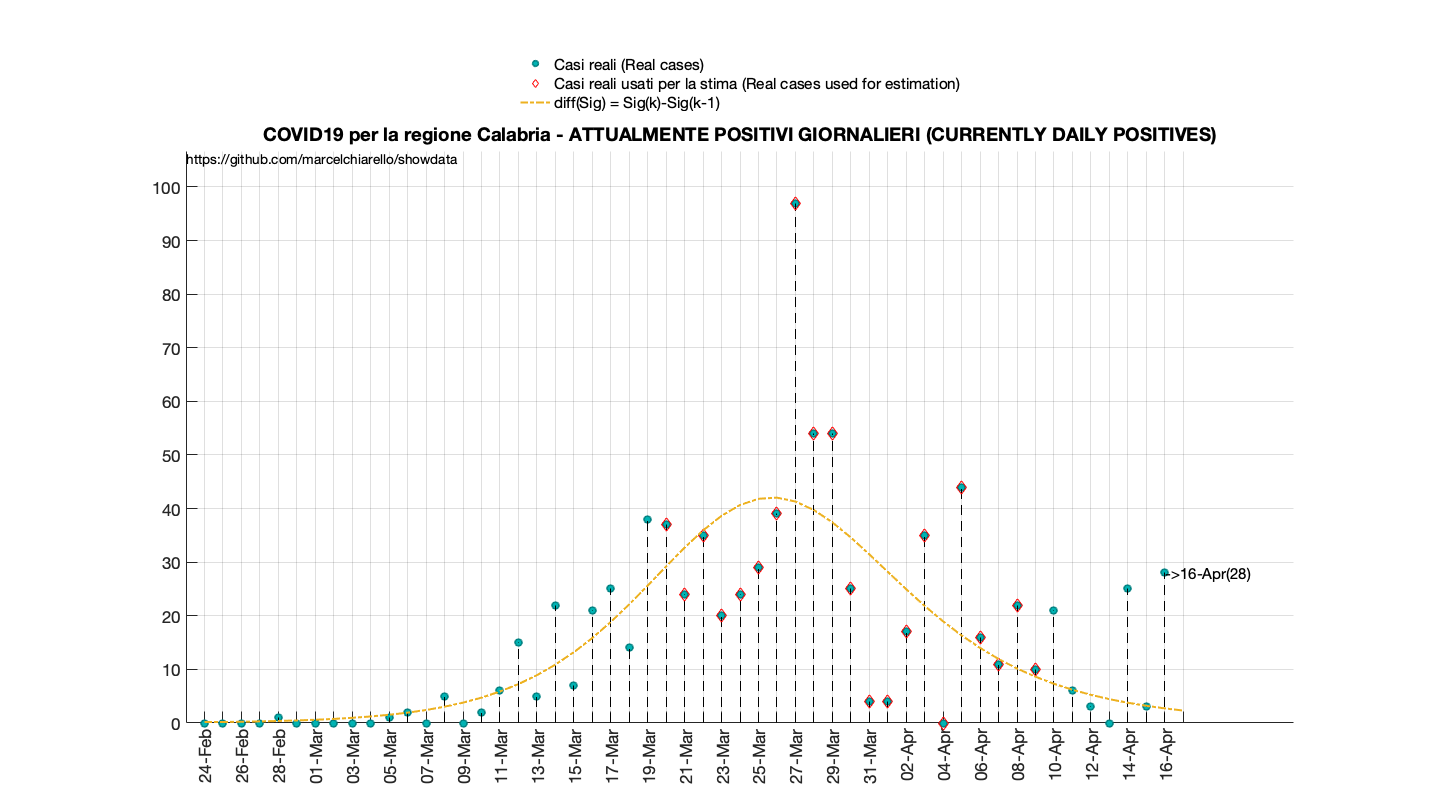 Casi reali (Real cases)
Casi reali usati per la stima (Real cases used for estimation)
diff(Sig) = Sig(k)-Sig(k-1)
COVID19 per la regione Calabria - ATTUALMENTE POSITIVI GIORNALIERI (CURRENTLY DAILY POSITIVES)
https://github.com/marcelchiarello/showdata
100
90
80
70
60
50
40
30
20
10
0
->16-Apr(28)
24-Feb
26-Feb
28-Feb
01-Mar
03-Mar
05-Mar
07-Mar
09-Mar
11-Mar
13-Mar
15-Mar
17-Mar
19-Mar
21-Mar
23-Mar
25-Mar
27-Mar
29-Mar
31-Mar
02-Apr
04-Apr
06-Apr
08-Apr
10-Apr
12-Apr
14-Apr
16-Apr